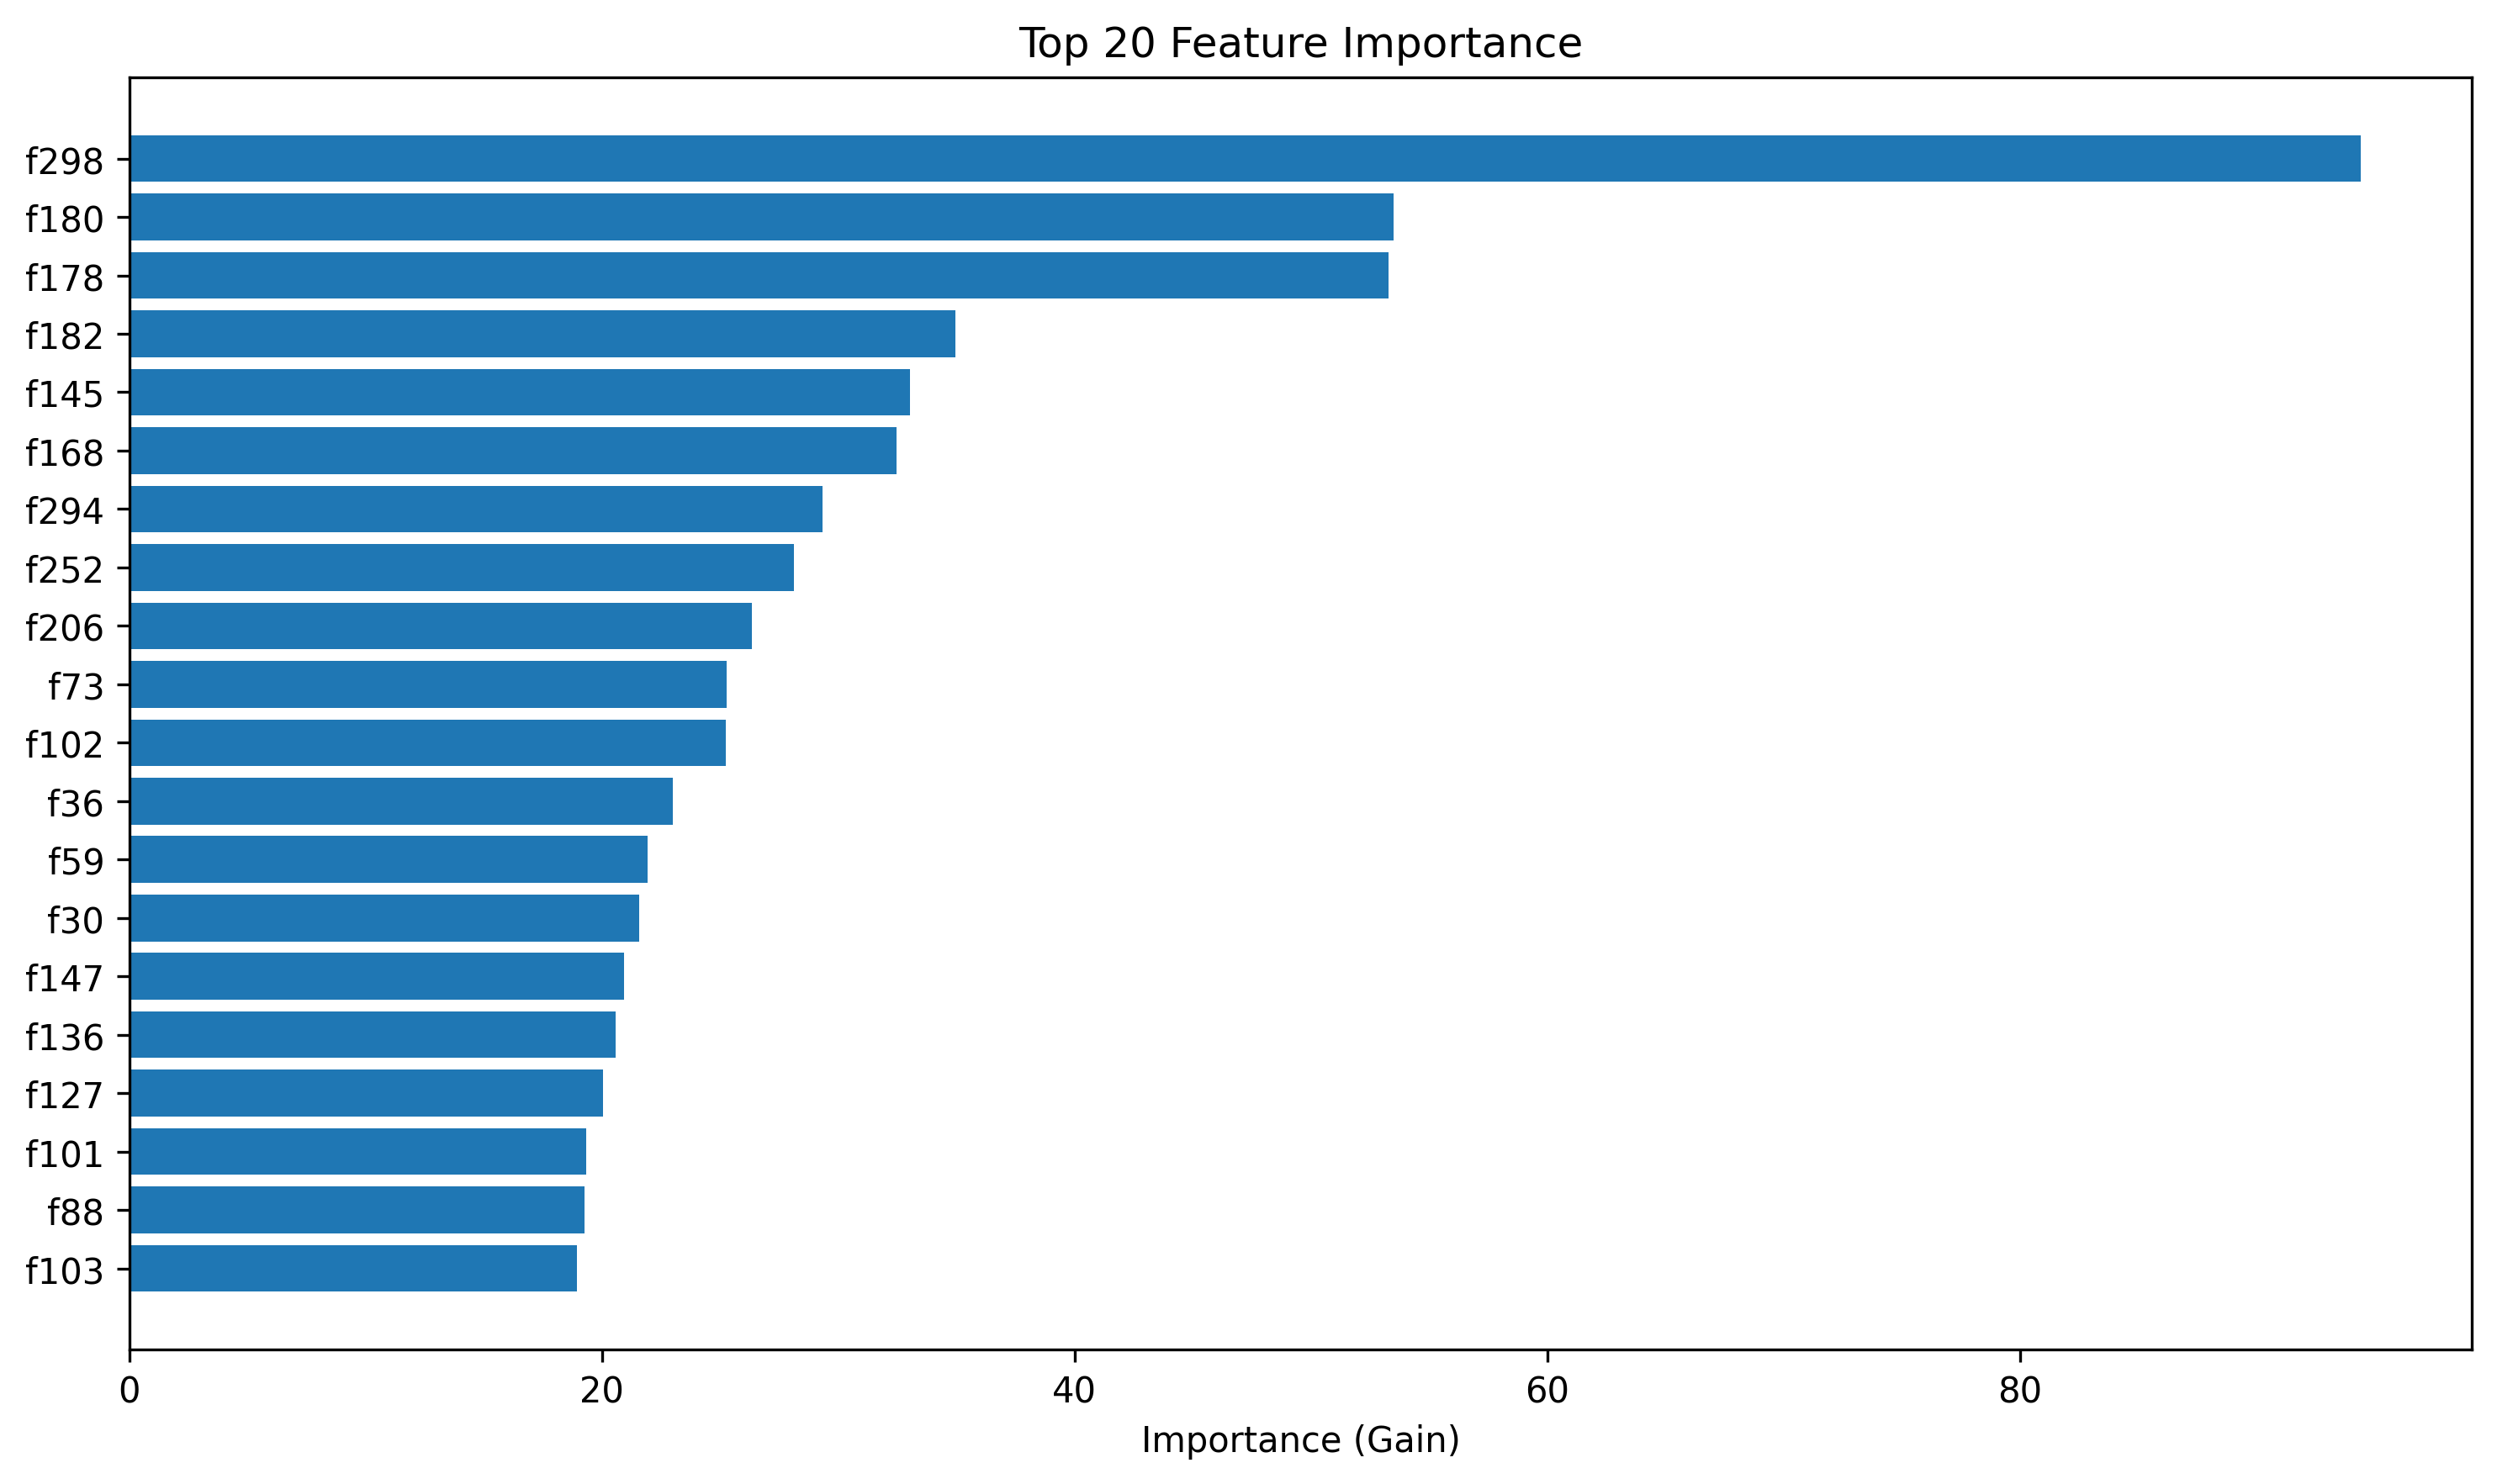 Top 20 Feature Importance
f298
f180
f178
f182
f145
f168
f294
f252
f206
f73
f102
f36
f59
f30
f147
f136
f127
f101
f88
f103
0 20 40 60 80
Importance (Gain)